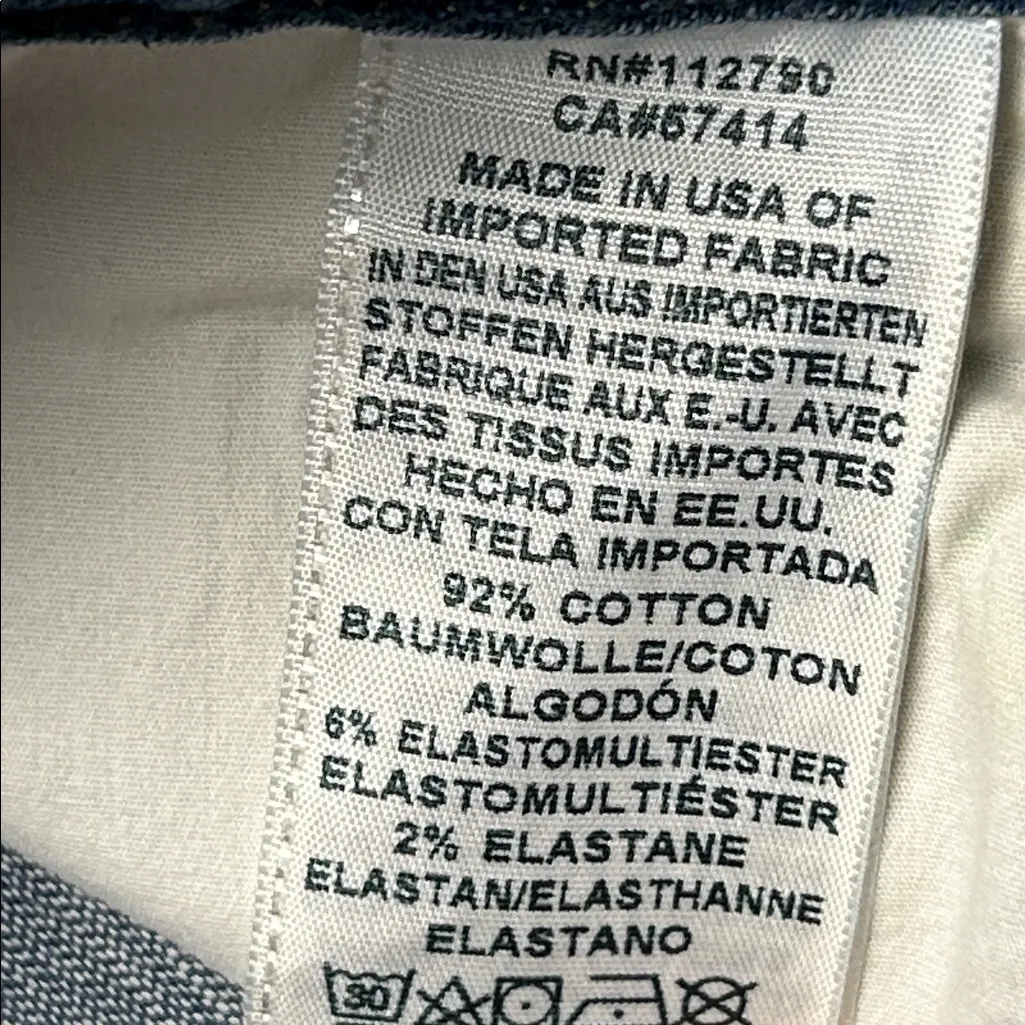 RN#112790
CA#57414
MADE IN USA OF
IMPORTED FABRIC
IN DEN USA AUS IMPORTIERTEN
STOFFEN HERGESTELLT
FABRIQUE AUX E.-U. AVEC
DES TISSUS IMPORTES
HECHO EN EE.UU.
CON TELA IMPORTADA
92% COTTON
BAUMWOLLE/COTON
ALGODÓN
6% ELASTOMULTIESTER
ELASTOMULTIÉSTER
2% ELASTANE
ELASTAN/ELASTHANNE
ELASTANO
30